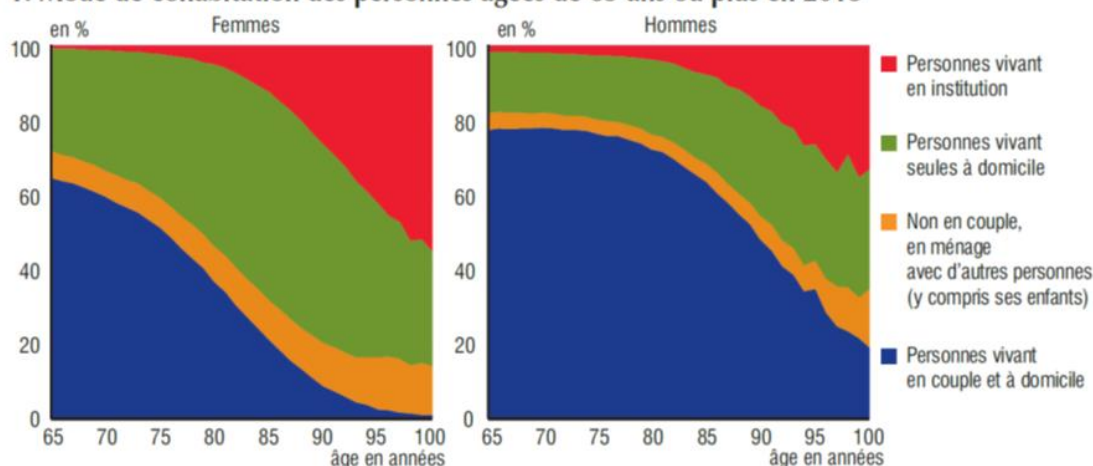 en %
Femmes
100
80
60
40
20
0
65 70 75 80 85 90 95 100
âge en années
en %
Hommes
100
80
60
40
20
0
65 70 75 80 85 90 95 100
âge en années
Personnes vivant
en institution
Personnes vivant
seules à domicile
Non en couple,
en ménage
avec d'autres personnes
(y compris ses enfants)
Personnes vivant
en couple et à domicile